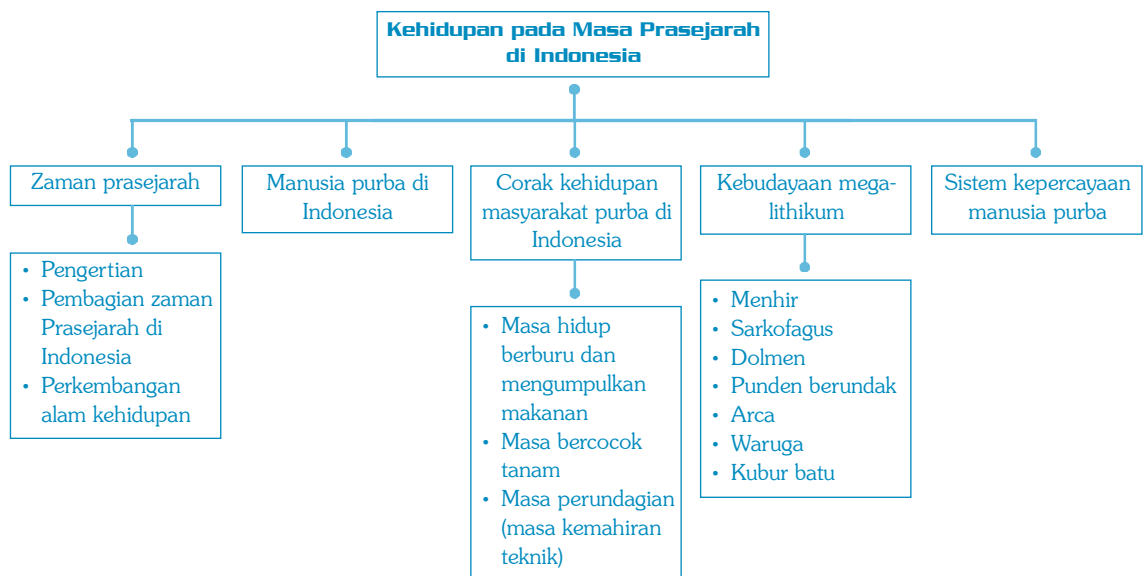 Kehidupan pada Masa Prasejarah
di Indonesia
Zaman prasejarah
• Pengertian
• Pembagian zaman
Prasejarah di
Indonesia
• Perkembangan
alam kehidupan
Manusia purba di
Indonesia
Corak kehidupan
masyarakat purba di
Indonesia
• Masa hidup
berburu dan
mengumpulkan
makanan
• Masa bercocok
tanam
• Masa perundagian
(masa kemahiran
teknik)
Kebudayaan mega-
lithikum
• Menhir
• Sarkofagus
• Dolmen
• Punden berundak
• Arca
• Waruga
• Kubur batu
Sistem kepercayaan
manusia purba